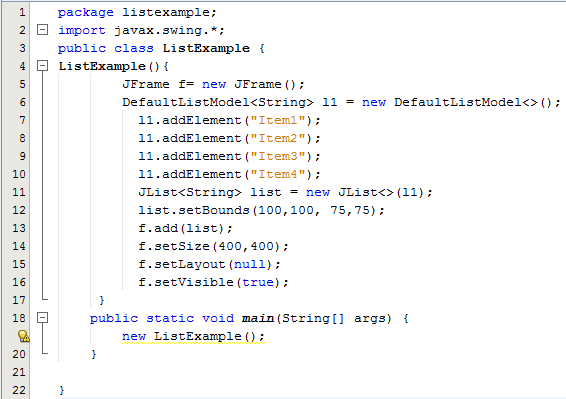 1 package listexample;
2 import javax.swing.*;
3 public class ListExample {
4 ListExample(){
5 JFrame f= new JFrame();
6 DefaultListModel<String> l1 = new DefaultListModel<>();
7 l1.addElement("Item1");
8 l1.addElement("Item2");
9 l1.addElement("Item3");
10 l1.addElement("Item4");
11 JList<String> list = new JList<>(l1);
12 list.setBounds(100,100, 75,75);
13 f.add(list);
14 f.setSize(400,400);
15 f.setLayout(null);
16 f.setVisible(true);
17 }
18 public static void main(String[] args) {
new ListExample();
20 }
21
22 }